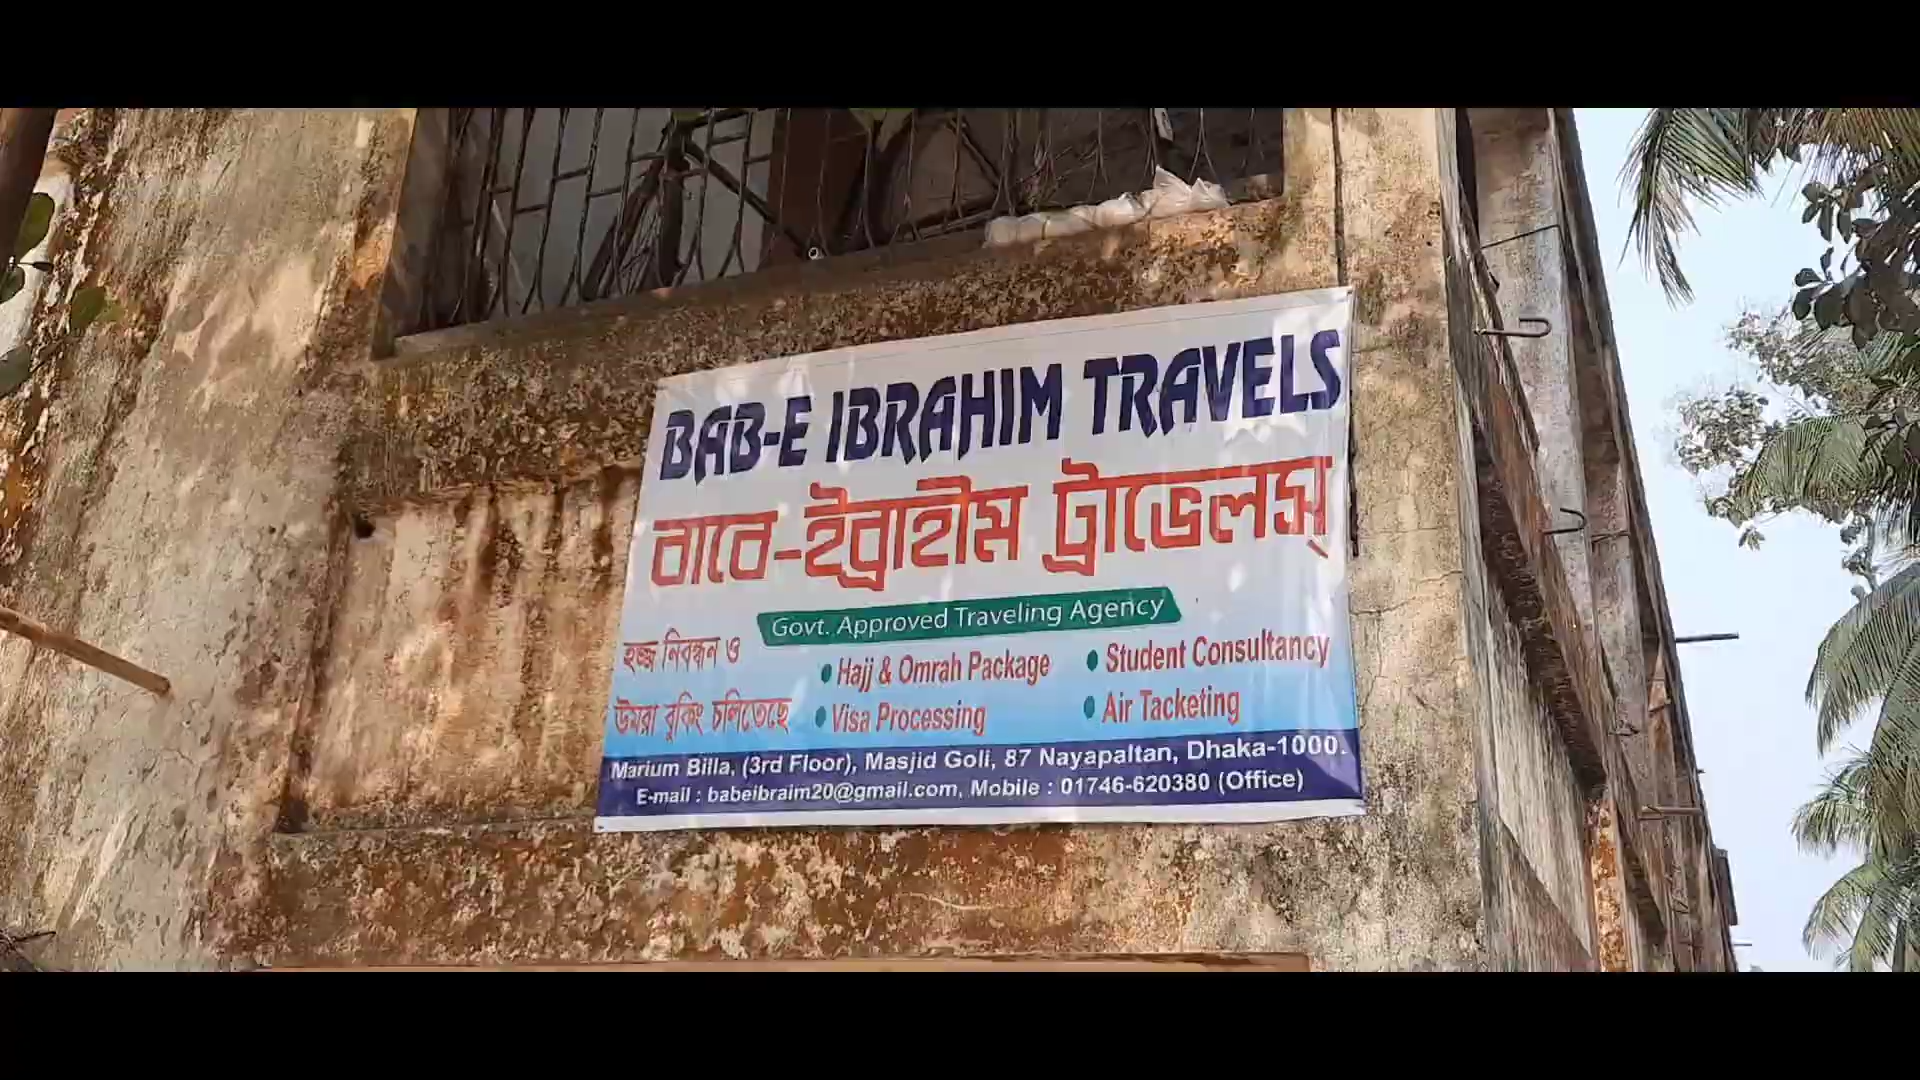 BAB-E IBRAHIM TRAVELS
বাবে-ইব্রাহীম ট্রাভেলস্
Govt. Approved Traveling Agency
হজ্জ নিবন্ধন ও
উমরা বুকিং চলিতেছে
• Hajj & Omrah Package
• Student Consultancy
• Visa Processing
• Air Tacketing
Marium Billa, (3rd Floor), Masjid Goli, 87 Nayapaltan, Dhaka-1000.
E-mail : babeibraim20@gmail.com, Mobile : 01746-620380 (Office)